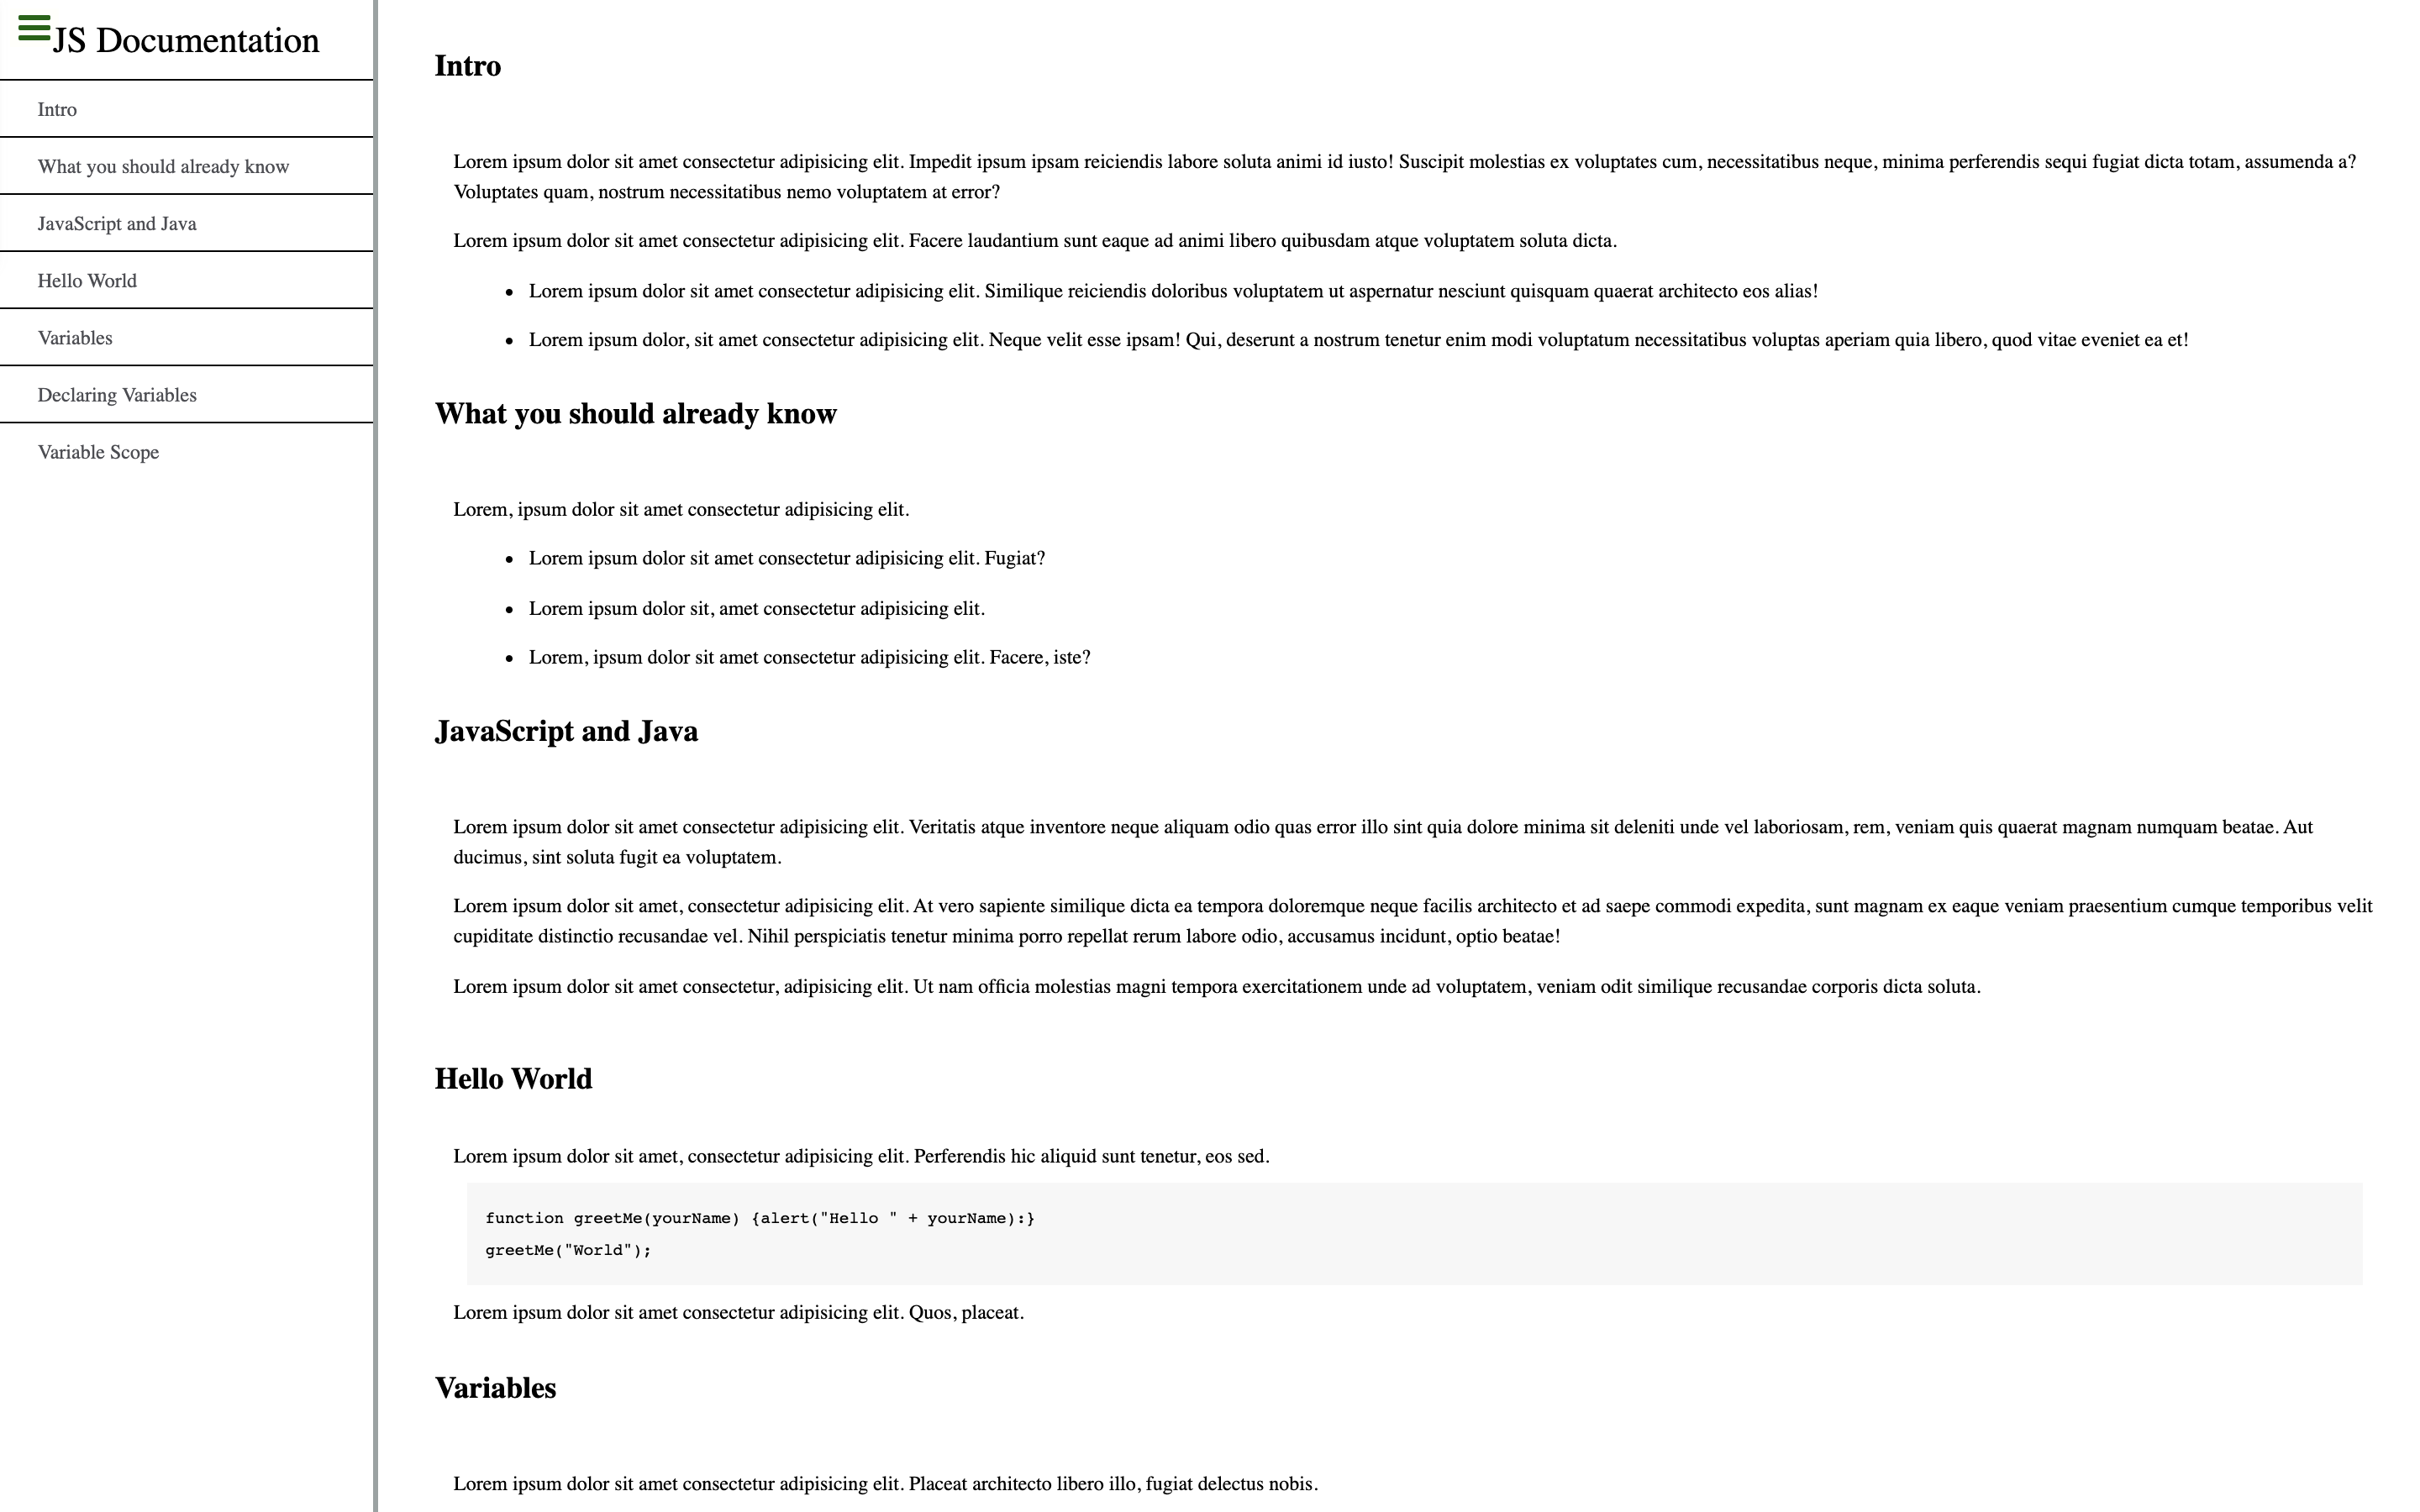 JS Documentation
Intro
What you should already know
JavaScript and Java
Hello World
Variables
Declaring Variables
Variable Scope
Intro
Lorem ipsum dolor sit amet consectetur adipisicing elit. Impedit ipsum ipsam reiciendis labore soluta animi id iusto! Suscipit molestias ex voluptates cum, necessitatibus neque, minima perferendis sequi fugiat dicta totam, assumenda a?
Voluptates quam, nostrum necessitatibus nemo voluptatem at error?
Lorem ipsum dolor sit amet consectetur adipisicing elit. Facere laudantium sunt eaque ad animi libero quibusdam atque voluptatem soluta dicta.
• Lorem ipsum dolor sit amet consectetur adipisicing elit. Similique reiciendis doloribus voluptatem ut aspernatur nesciunt quisquam quaerat architecto eos alias!
• Lorem ipsum dolor, sit amet consectetur adipisicing elit. Neque velit esse ipsam! Qui, deserunt a nostrum tenetur enim modi voluptatum necessitatibus voluptas aperiam quia libero, quod vitae eveniet ea et!
What you should already know
Lorem, ipsum dolor sit amet consectetur adipisicing elit.
• Lorem ipsum dolor sit amet consectetur adipisicing elit. Fugiat?
• Lorem ipsum dolor sit, amet consectetur adipisicing elit.
• Lorem, ipsum dolor sit amet consectetur adipisicing elit. Facere, iste?
JavaScript and Java
Lorem ipsum dolor sit amet consectetur adipisicing elit. Veritatis atque inventore neque aliquam odio quas error illo sint quia dolore minima sit deleniti unde vel laboriosam, rem, veniam quis quaerat magnam numquam beatae. Aut
ducimus, sint soluta fugit ea voluptatem.
Lorem ipsum dolor sit amet, consectetur adipisicing elit. At vero sapiente similique dicta ea tempora doloremque neque facilis architecto et ad saepe commodi expedita, sunt magnam ex eaque veniam praesentium cumque temporibus velit
cupiditate distinctio recusandae vel. Nihil perspiciatis tenetur minima porro repellat rerum labore odio, accusamus incidunt, optio beatae!
Lorem ipsum dolor sit amet consectetur, adipisicing elit. Ut nam officia molestias magni tempora exercitationem unde ad voluptatem, veniam odit similique recusandae corporis dicta soluta.
Hello World
Lorem ipsum dolor sit amet, consectetur adipisicing elit. Perferendis hic aliquid sunt tenetur, eos sed.
function greetMe(yourName) {alert("Hello " + yourName):}
greetMe("World");
Lorem ipsum dolor sit amet consectetur adipisicing elit. Quos, placeat.
Variables
Lorem ipsum dolor sit amet consectetur adipisicing elit. Placeat architecto libero illo, fugiat delectus nobis.